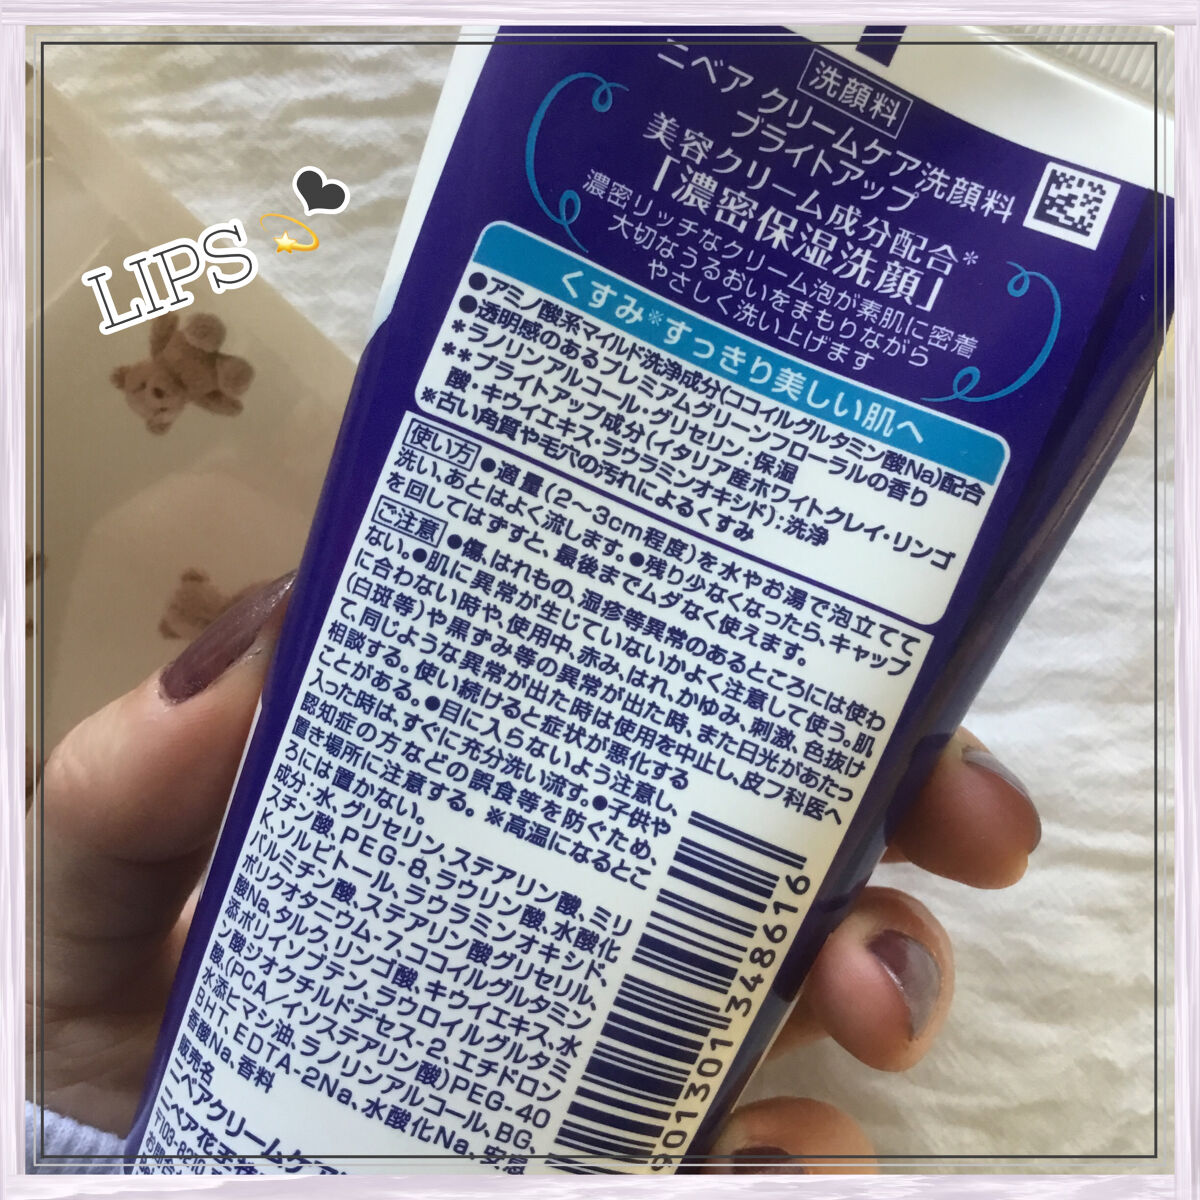 LIPS
洗顔料
ニベア クリームケア洗顔料
ブライトアップ
美容クリーム成分配合*
「濃密保湿洗顔」
濃密リッチなクリーム泡が素肌に密着
大切なうるおいをまもりながら
やさしく洗い上げます
くすみ※すっきり美しい肌へ
●アミノ酸系マイルド洗浄成分(ココイルグルタミン酸Na)配合
●透明感のあるプレミアムグリーンフローラルの香り
*ラノリンアルコール・グリセリン:保湿
**ブライトアップ成分(イタリア産ホワイトクレイ・リンゴ
酸・キウイエキス・ラウラミンオキシド):洗浄
※古い角質や毛穴の汚れによるくすみ
使い方 ●適量(2〜3cm程度)を水やお湯で泡立てて
洗い、あとはよく流します。●残り少なくなったら、キャップ
を回してはずすと、最後までムダなく使えます。
ご注意 ●傷、はれもの、湿疹等異常のあるところには使わ
ない。●肌に異常が生じていないかよく注意して使う。肌
に合わない時や、使用中、赤み、はれ、かゆみ、刺激、色抜け
(白斑等)や黒ずみ等の異常が出た時、また日光があたっ
て、同じような異常が出た時は使用を中止し、皮フ科医へ
相談する。使い続けると症状が悪化する
ことがある。●目に入らないよう注意し、
入った時は、すぐに充分洗い流す。●子供や
認知症の方などの誤食等を防ぐため、
置き場所に注意する。※高温になるとこ
ろには置かない。
成分:水、グリセリン、ステアリン酸、ミリ
スチン酸、PEG-8、ラウリン酸、水酸化
K、ソルビトール、ラウラミンオキシド、
パルミチン酸、ステアリン酸グリセリル、
ポリクオタニウム-7、ココイルグルタミン
酸Na、タルク、リンゴ酸、キウイエキス、水
添ポリイソブテン、ラウロイルグルタミ
ン酸ジオクチルドデセス-2、エチドロン
酸、(PCA/イソステアリン酸)PEG-40
水添ヒマシ油、ラノリンアルコール、BG、
BHT、EDTA-2Na、水酸化Na、安息
香酸Na、香料
販売名
ニベアクリームケア
ニベア花王
〒103-8210
901301 348616